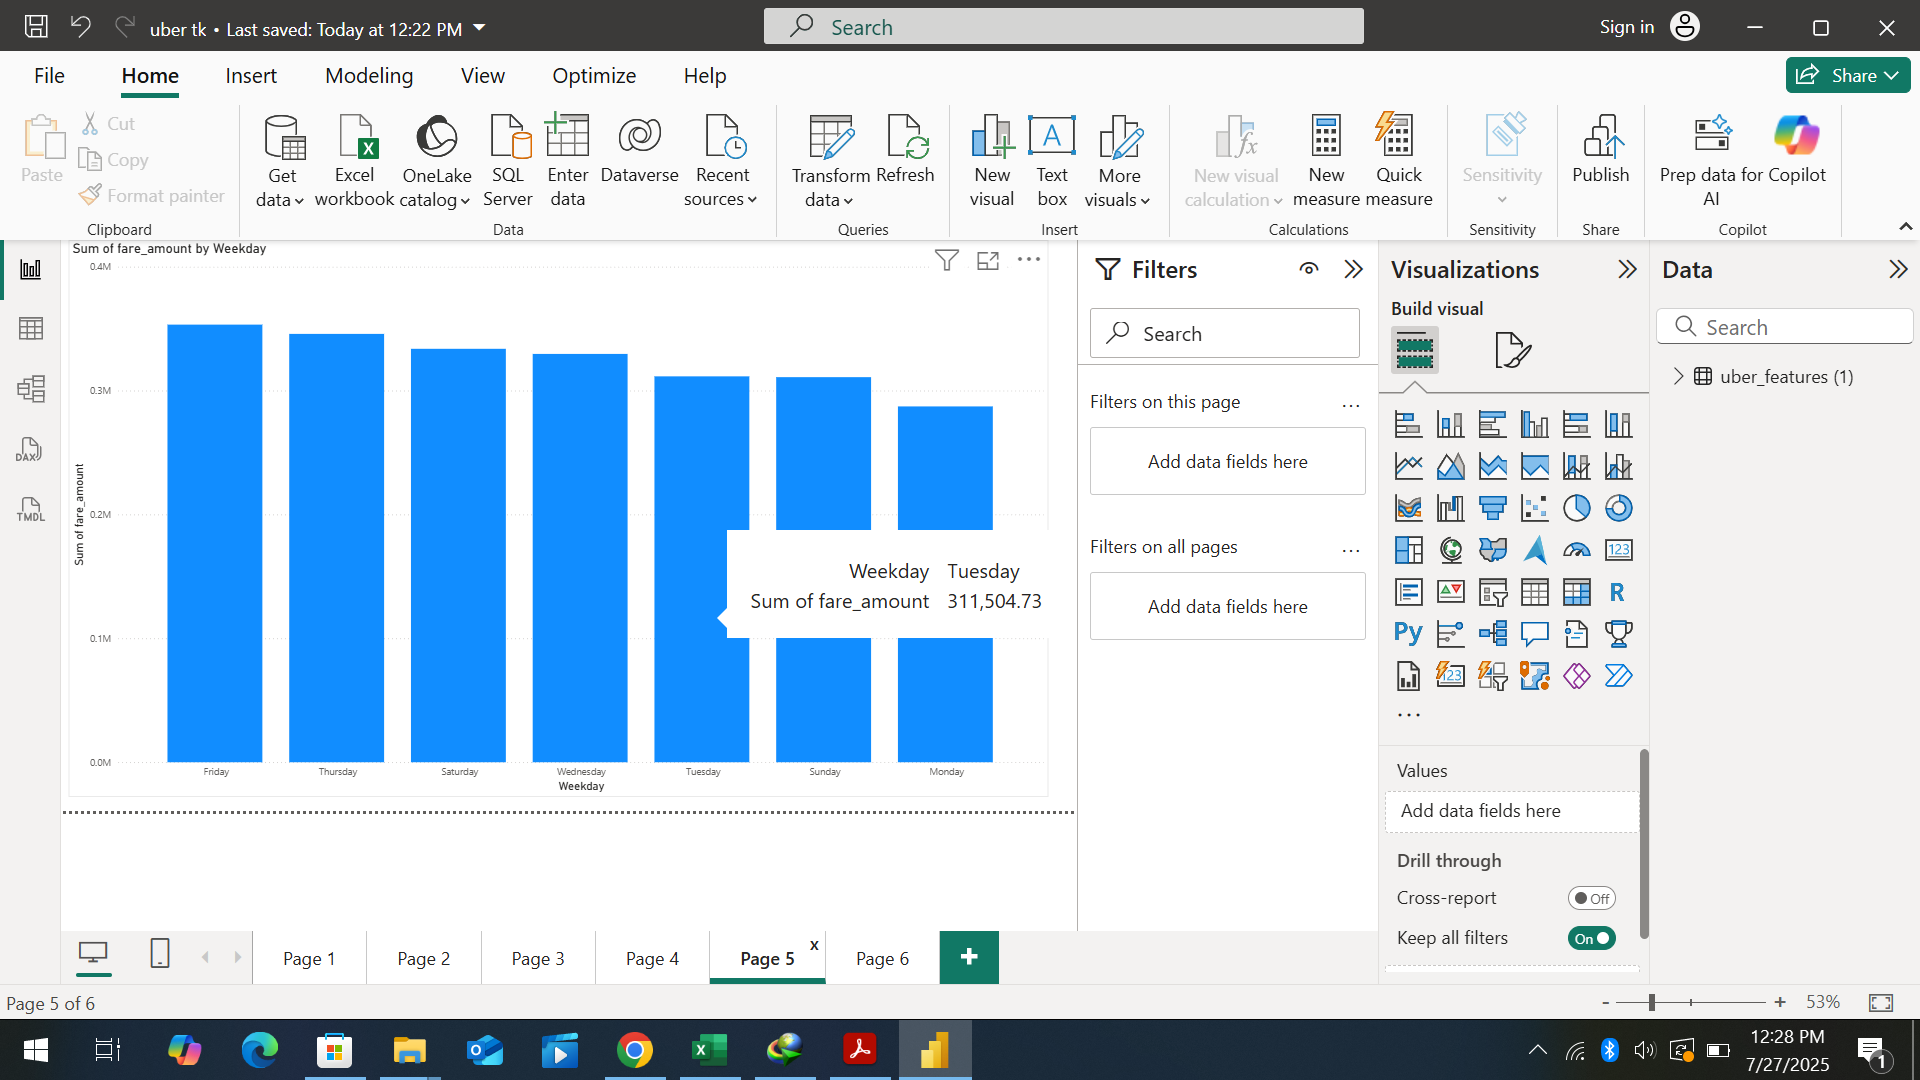 uber tk • Last saved: Today at 12:22 PM
Search
Sign in
File
Home
Insert
Modeling
View
Optimize
Help
Share
Paste
Cut
Copy
Format painter
Clipboard
Get data
Excel workbook
OneLake catalog
SQL Server
Enter data
Dataverse
Recent sources
Data
Transform data
Refresh
Queries
New visual
Text box
More visuals
Insert
New visual calculation
New measure
Quick measure
Calculations
Sensitivity
Sensitivity
Publish
Share
Prep data for AI
Copilot
Copilot
DAX
TMDL
Sum of fare_amount by Weekday
0.4M
0.3M
0.2M
0.1M
0.0M
Sum of fare_amount
Friday
Thursday
Saturday
Wednesday
Tuesday
Sunday
Monday
Weekday
Weekday Tuesday
Sum of fare_amount 311,504.73
Filters
Search
Filters on this page
Add data fields here
Filters on all pages
Add data fields here
Visualizations
Build visual
123
R
Py
123
Values
Add data fields here
Drill through
Cross-report
Off
Keep all filters
On
Data
Search
uber_features (1)
Page 1
Page 2
Page 3
Page 4
Page 5
x
Page 6
+
Page 5 of 6
- + 53%
12:28 PM
7/27/2025
1